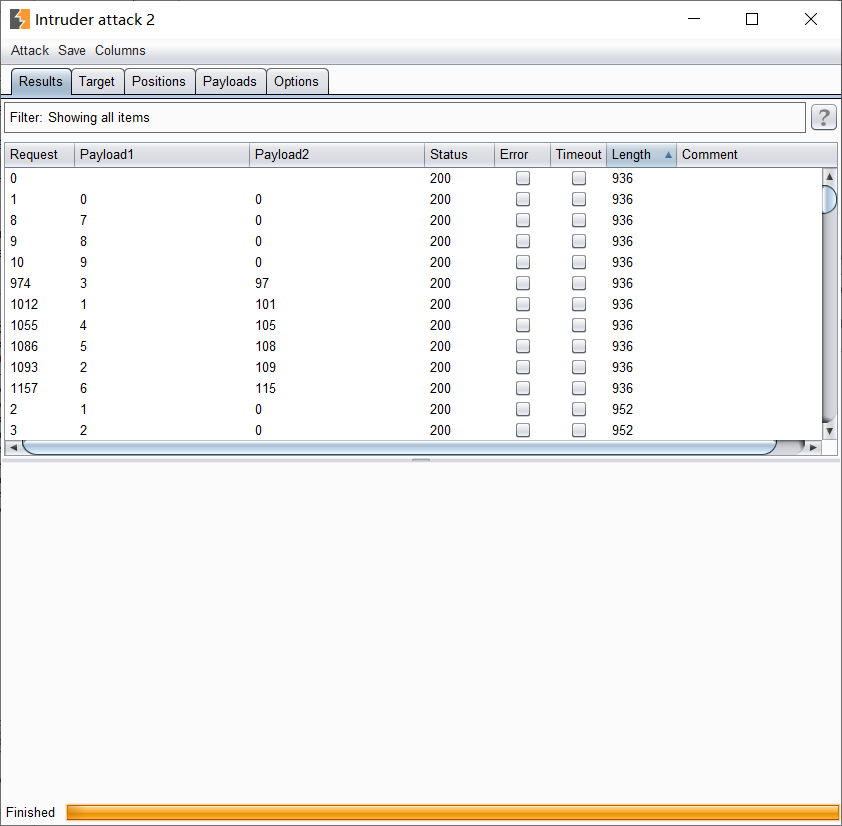 Intruder attack 2
Attack Save Columns
Results Target Positions Payloads Options
Filter: Showing all items ?
Request Payload1 Payload2 Status Error Timeout Length Comment
0 200 936
1 0 0 200 936
8 7 0 200 936
9 8 0 200 936
10 9 0 200 936
974 3 97 200 936
1012 1 101 200 936
1055 4 105 200 936
1086 5 108 200 936
1093 2 109 200 936
1157 6 115 200 936
2 1 0 200 952
3 2 0 200 952
Finished